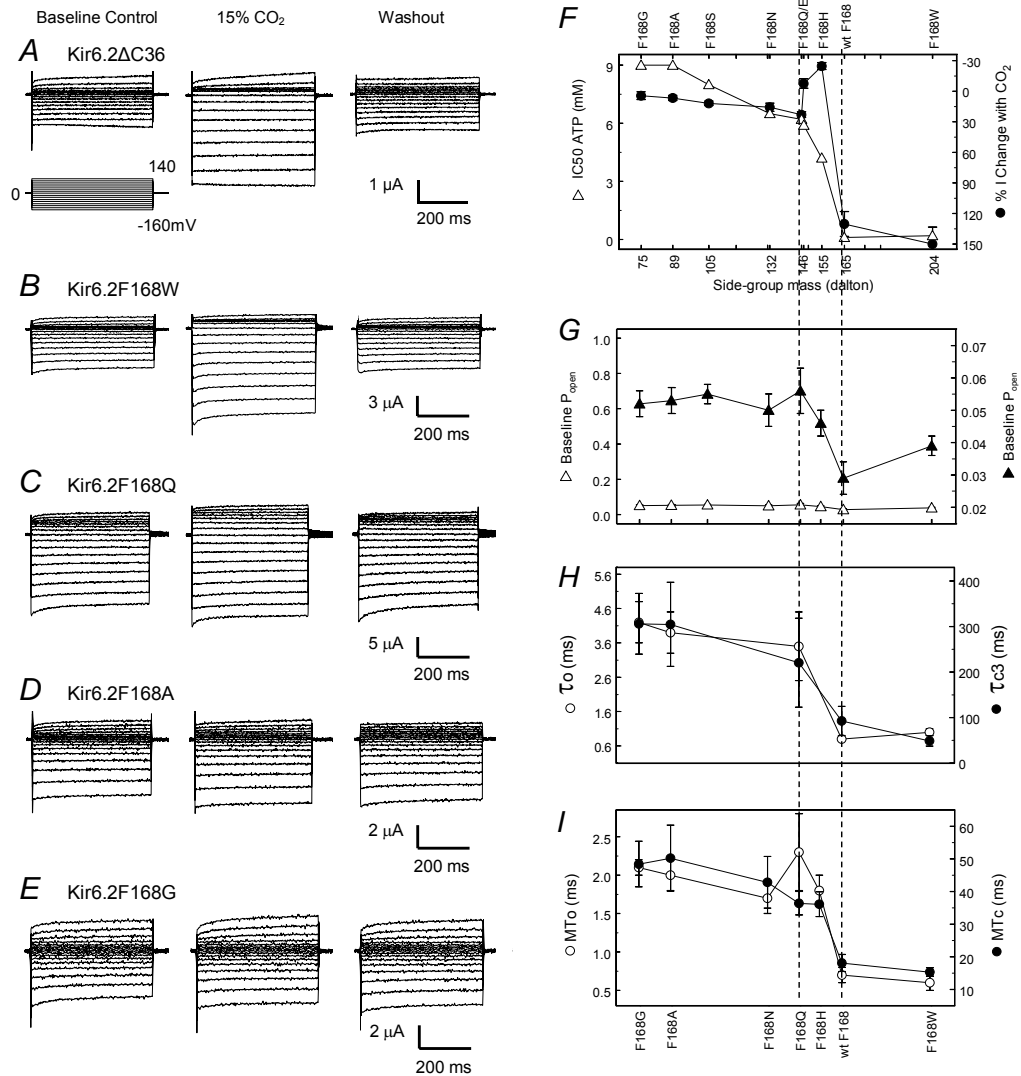 Baseline Control
15% CO₂
Washout
A Kir6.2ΔC36
140
0
-160mV
1 μA
200 ms
B Kir6.2F168W
3 μA
200 ms
C Kir6.2F168Q
5 μA
200 ms
D Kir6.2F168A
2 μA
200 ms
E Kir6.2F168G
2 μA
200 ms
F
F168G
F168A
F168S
F168N
F168Q/E
F168H
wt F168
F168W
△ IC50 ATP (mM)
9
6
3
0
● % I Change with CO₂
-30
0
30
60
90
120
150
75
89
105
132
146
155
165
204
Side-group mass (dalton)
G
△ Baseline Pₒₚₑₙ
1.0
0.8
0.6
0.4
0.2
0.0
▲ Baseline Pₒₚₑₙ
0.07
0.06
0.05
0.04
0.03
0.02
H
○ τo (ms)
5.6
4.6
3.6
2.6
1.6
0.6
● τc3 (ms)
400
300
200
100
0
I
○ MTo (ms)
2.5
2.0
1.5
1.0
0.5
● MTc (ms)
60
50
40
30
20
10
F168G
F168A
F168N
F168Q
F168H
wt F168
F168W